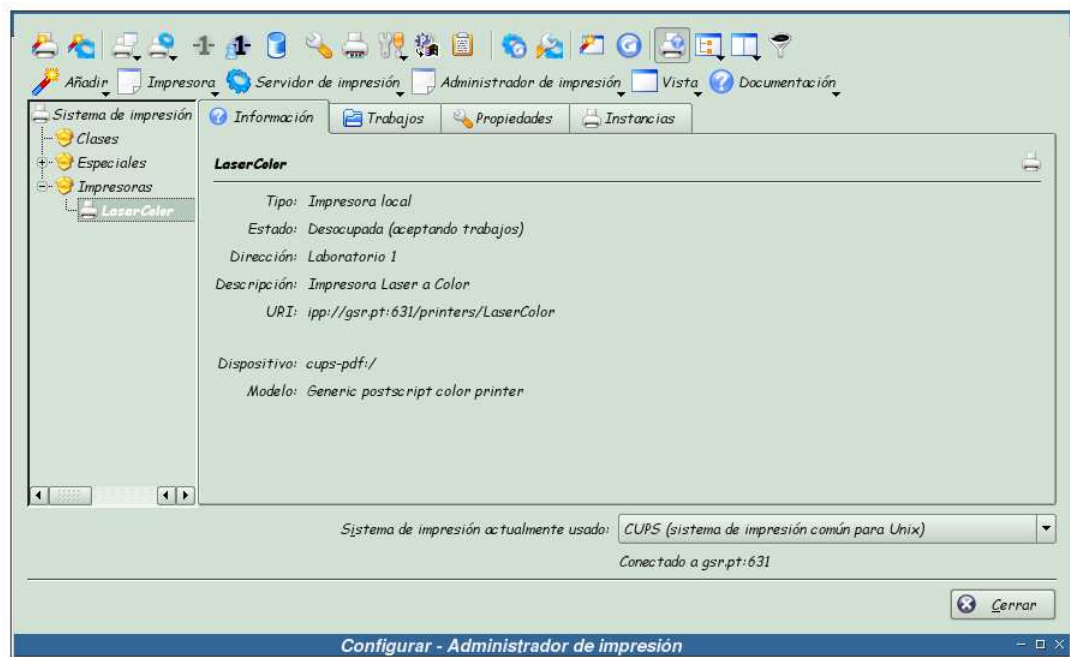 Añadir Impresora Servidor de impresión Administrador de impresión Vista Documentación
Sistema de impresión
Clases
Especiales
Impresoras
LaserColor
Información Trabajos Propiedades Instancias
LaserColor
Tipo: Impresora local
Estado: Desocupada (aceptando trabajos)
Dirección: Laboratorio 1
Descripción: Impresora Laser a Color
URI: ipp://gsr.pt:631/printers/LaserColor
Dispositivo: cups-pdf:/
Modelo: Generic postscript color printer
Sistema de impresión actualmente usado: CUPS (sistema de impresión común para Unix)
Conectado a gsr.pt:631
Cerrar
Configurar - Administrador de impresión